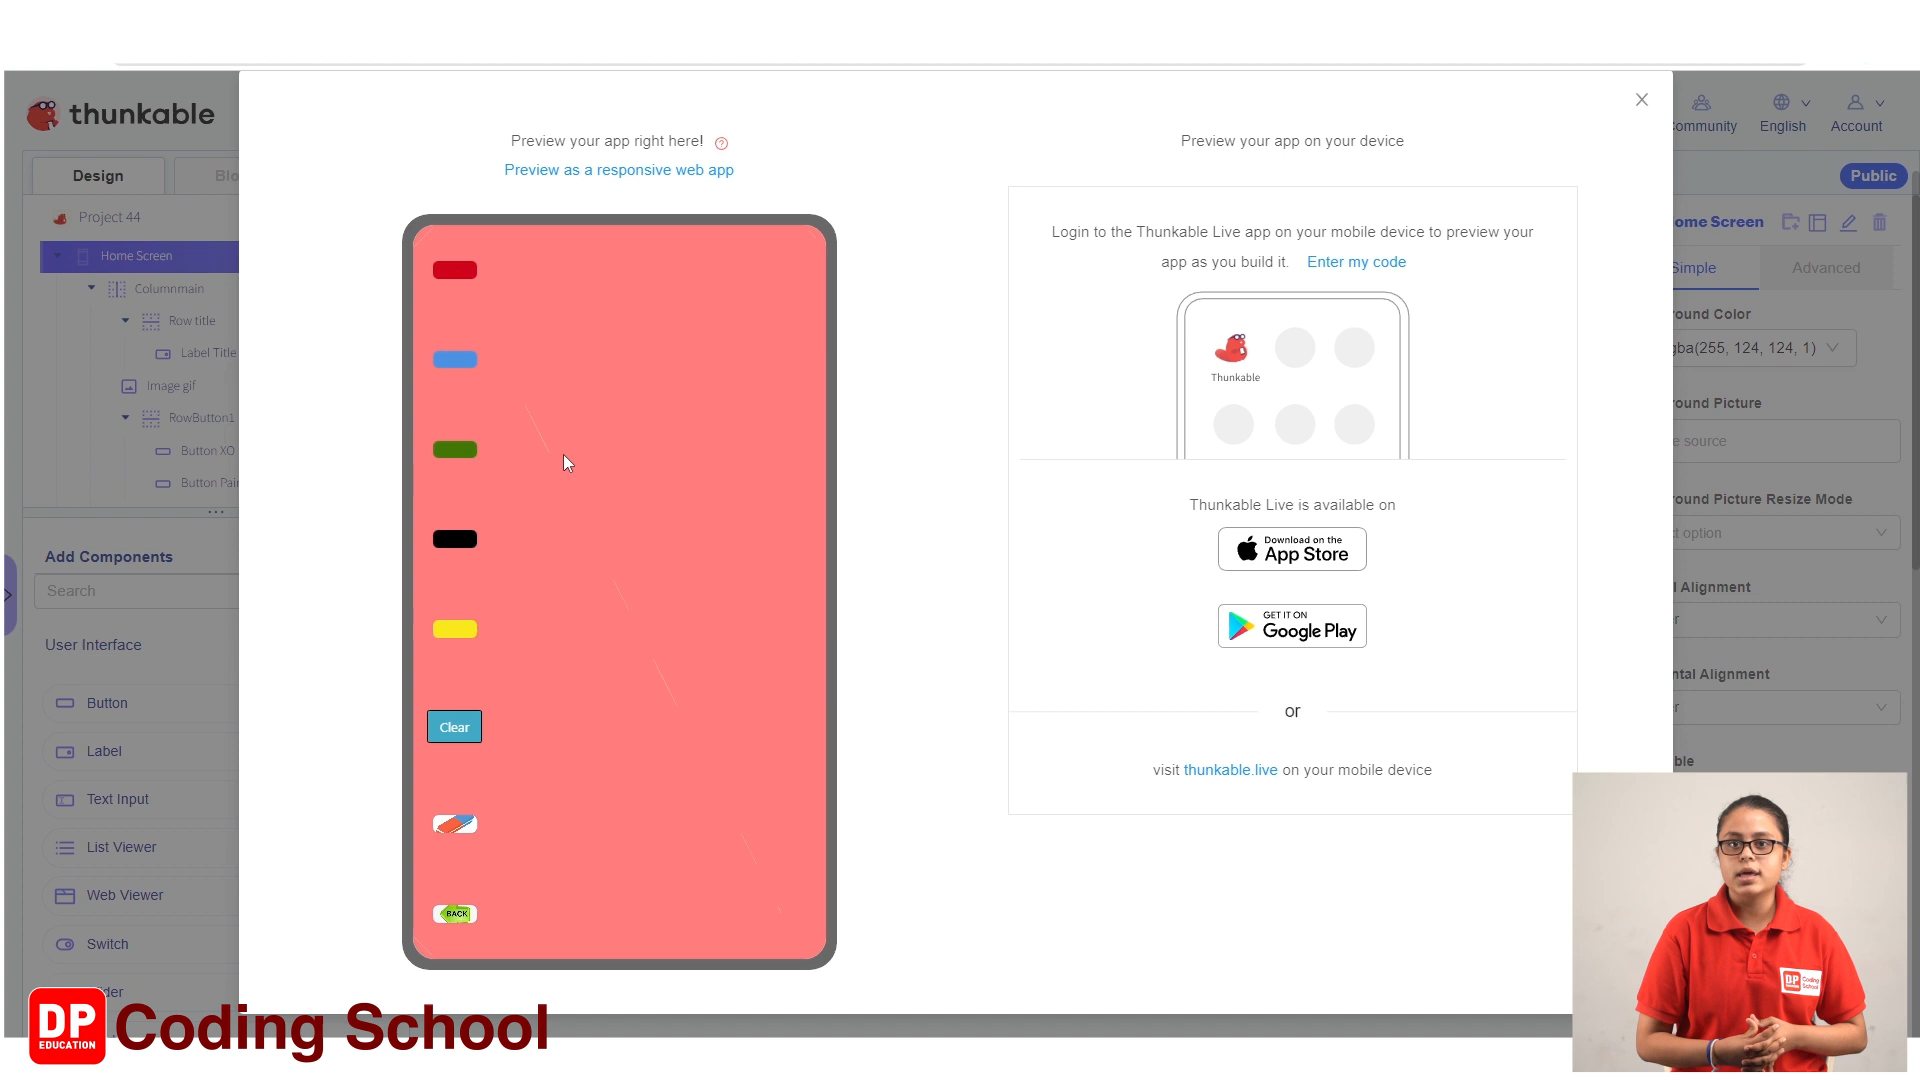 thunkable
Design
Blo
Project 44
Home Screen
Columnmain
Row title
Label Title
Image gif
RowButton1
Button XO
Button Pair
Add Components
Search
User Interface
Button
Label
Text Input
List Viewer
Web Viewer
Switch
Preview your app right here!
Preview as a responsive web app
Clear
BACK
Preview your app on your device
Login to the Thunkable Live app on your mobile device to preview your
app as you build it. Enter my code
Thunkable
Thunkable Live is available on
Download on the
App Store
GET IT ON
Google Play
or
visit thunkable.live on your mobile device
ommunity
English
Account
Public
ome Screen
Simple
Advanced
ound Color
gba(255, 124, 124, 1)
ound Picture
e source
ound Picture Resize Mode
ct option
l Alignment
r
ntal Alignment
r
ble
DP
EDUCATION
Coding School
DP
Coding
School